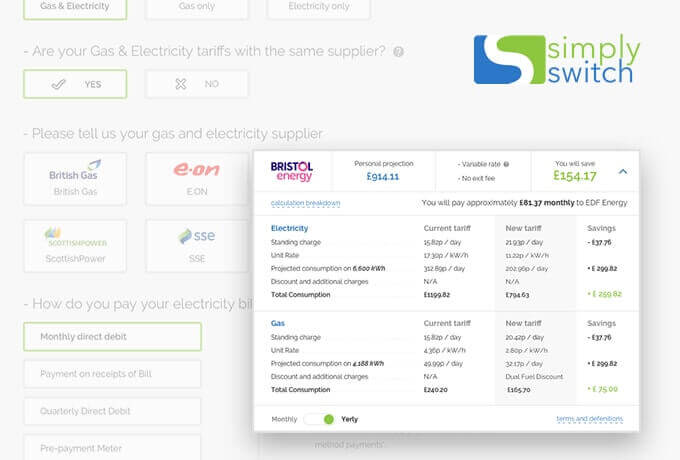 Gas & Electricity
Gas only
Electricity only
- Are your Gas & Electricity tariffs with the same supplier? ?
YES
NO
simply
switch
- Please tell us your gas and electricity supplier
British Gas
British Gas
e·on
E.ON
SCOTTISHPOWER
ScottishPower
sse
SSE
- How do you pay your electricity bil
Monthly direct debit
Payment on receipts of Bill
Quarterly Direct Debit
Pre-payment Meter
method payments".
BRISTOL
energy
Personal projection
£914.11
- Variable rate ?
- No exit fee
You will save
£154.17
calculation breakdown
You will pay approximately £81.37 monthly to EDF Energy
Electricity Current tariff New tariff Savings
Standing charge 15.82p / day 21.93p / day - £37.76
Unit Rate 17.39p / kW/h 11.22p / kW/h
Projected consumption on 6,600 kWh 312.89p / day 202.96p / day + £ 299.82
Discount and additional charges N/A N/A
Total Consumption £1199.82 £794.63 + £ 259.82
Gas Current tariff New tariff Savings
Standing charge 15.82p / day 20.42p / day - £37.76
Unit Rate 4.36p / kW/h 2.80p / kW/h
Projected consumption on 4,188 kWh 49.99p / day 32.17p / day + £ 299.82
Discount and additional charges N/A Dual Fuel Discount
Total Consumption £240.20 £165.70 + £ 75.00
Monthly Yerly
terms and defenitions